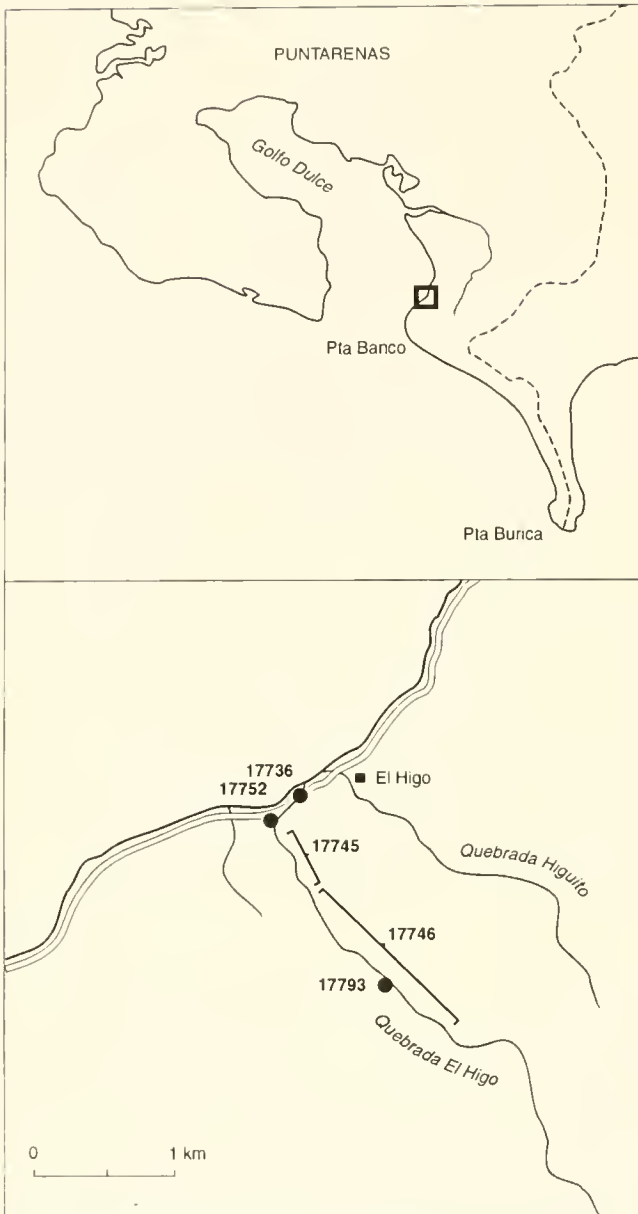 PUNTARENAS
Golfo Dulce
Pta Banco
Pta Burica
17736
17752
El Higo
17745
Quebrada Higuito
17746
17793
Quebrada El Higo
0 1 km